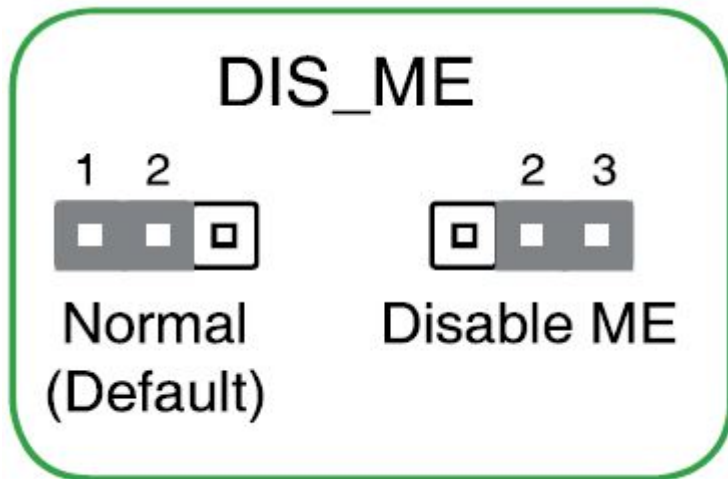 DIS_ME
1 2
2 3
Normal
(Default)
Disable ME